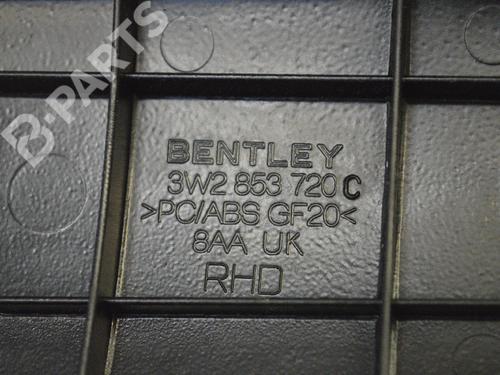 B-PARTS
BENTLEY
3W2 853 720 C
>PC/ABS GF20<
8AA UK
RHD